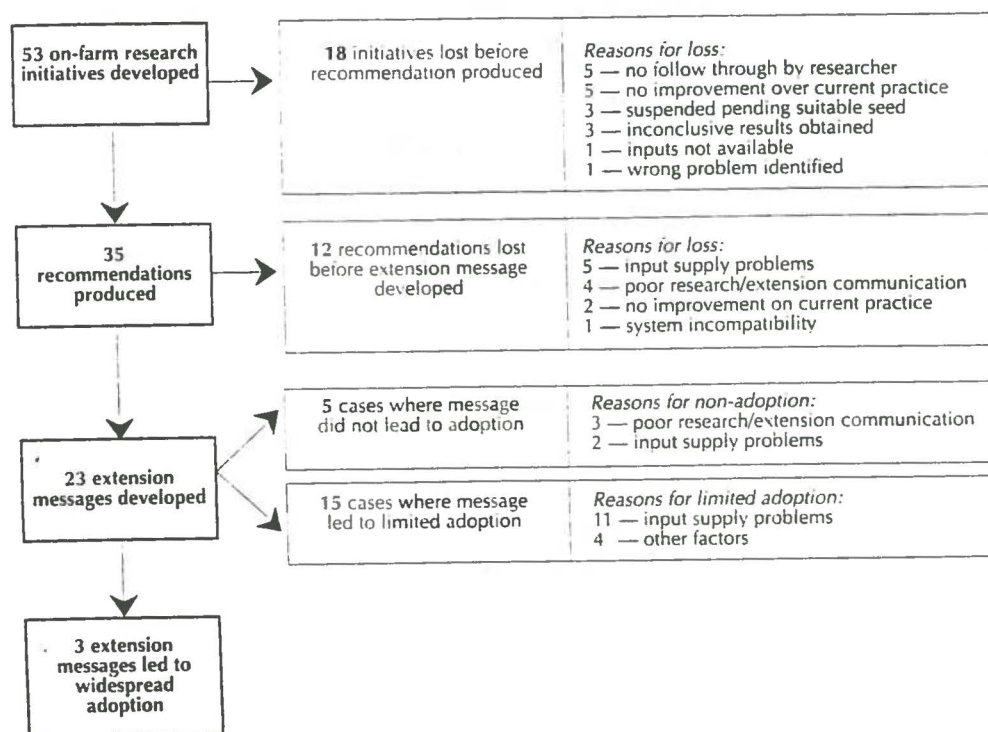 53 on-farm research
initiatives developed
18 initiatives lost before
recommendation produced
Reasons for loss:
5 — no follow through by researcher
5 — no improvement over current practice
3 — suspended pending suitable seed
3 — inconclusive results obtained
1 — inputs not available
1 — wrong problem identified
35
recommendations
produced
12 recommendations lost
before extension message
developed
Reasons for loss:
5 — input supply problems
4 — poor research/extension communication
2 — no improvement on current practice
1 — system incompatibility
23 extension
messages developed
5 cases where message
did not lead to adoption
Reasons for non-adoption:
3 — poor research/extension communication
2 — input supply problems
15 cases where message
led to limited adoption
Reasons for limited adoption:
11 — input supply problems
4 — other factors
3 extension
messages led to
widespread
adoption